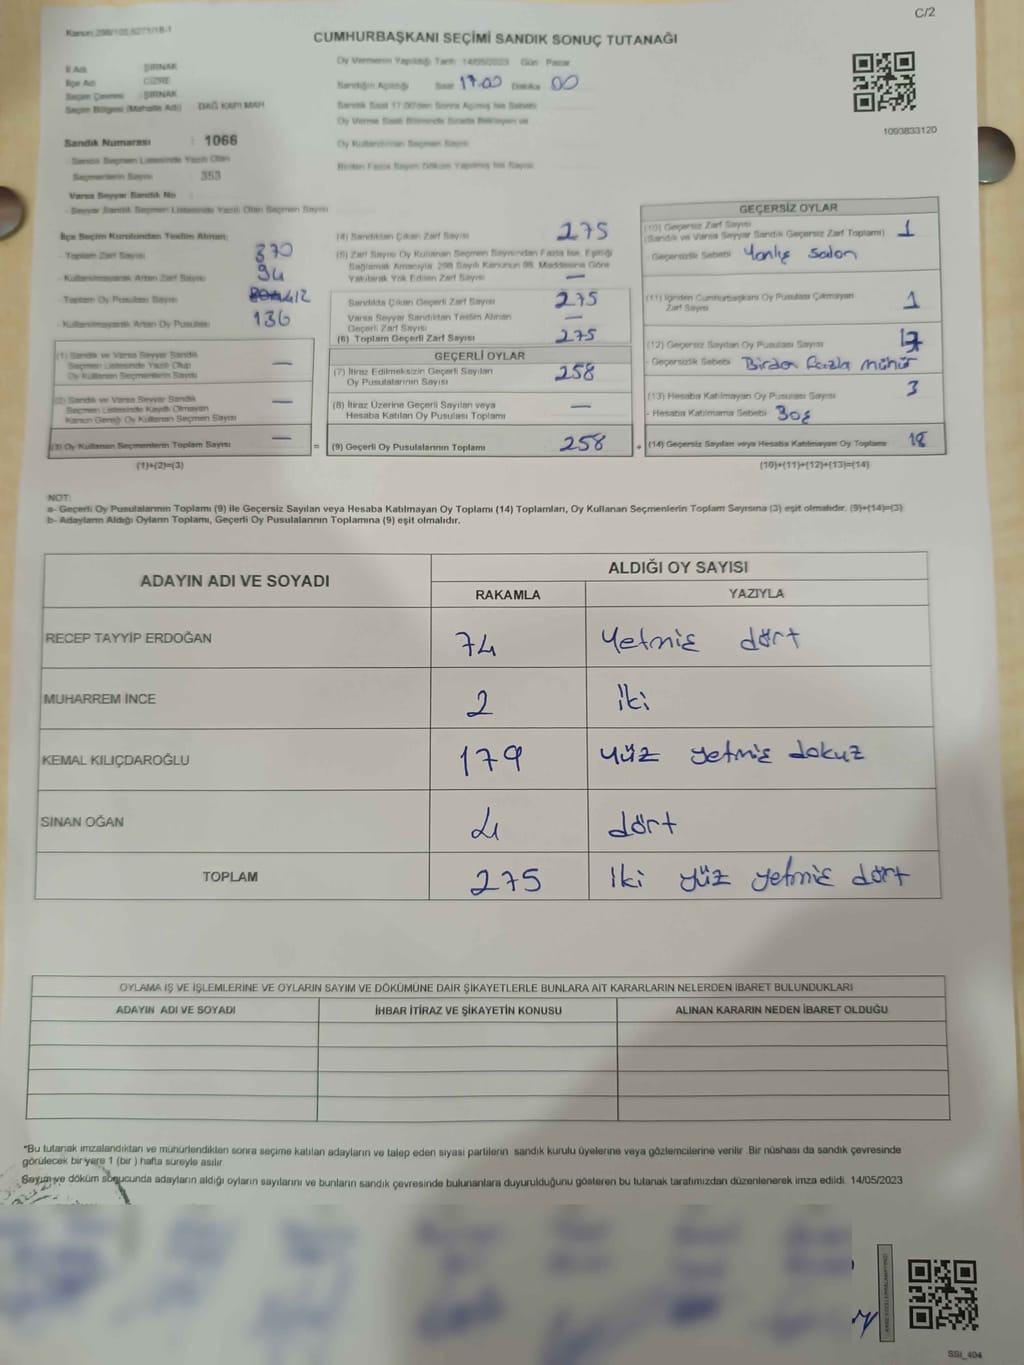 C/2
Kanun:298/105,6271/18-1
CUMHURBAŞKANI SEÇİMİ SANDIK SONUÇ TUTANAĞI
İl Adı : ŞIRNAK
İlçe Adı : CİZRE
Seçim Çevresi : ŞIRNAK
Seçim Bölgesi (Mahalle Adı) : DAĞ KAPI MAH
Sandık Numarası : 1066
Sandık Seçmen Listesinde Yazılı Olan
Seçmenlerin Sayısı : 353
Varsa Seyyar Sandık No
- Seyyar Sandık Seçmen Listesinde Yazılı Olan Seçmen Sayısı
Oy Vermenin Yapıldığı Tarih 14/05/2023 Gün Pazar
Sandığın Açıldığı Saat 17.00 Dakika 00
Sandık Saat 17.00'den Sonra Açılmış İse Sebebi
Oy Verme Saati Bitiminde Sırada Bekleyen ve
Oy Kullandırılan Seçmen Sayısı
Birden Fazla Sayım Döküm Yapılmış İse Sayısı
1093833120
İlçe Seçim Kurulundan Teslim Alınan;
- Toplam Zarf Sayısı 370
- Kullanılmayarak Artan Zarf Sayısı 94
- Toplam Oy Pusulası Sayısı 412
- Kullanılmayarak Artan Oy Pusulası 136
(1) Sandık ve Varsa Seyyar Sandık
Seçmen Listesinde Yazılı Olup
Oy Kullanan Seçmenlerin Sayısı —
(2) Sandık ve Varsa Seyyar Sandık
Seçmen Listesinde Kayıtlı Olmayan
Kanun Gereği Oy Kullanan Seçmen Sayısı —
(3) Oy Kullanan Seçmenlerin Toplam Sayısı —
(1)+(2)=(3)
(4) Sandıktan Çıkan Zarf Sayısı 275
(5) Zarf Sayısı Oy Kullanan Seçmen Sayısından Fazla İse, Eşitliği
Sağlamak Amacıyla, 298 Sayılı Kanunun 98. Maddesine Göre
Yakılarak Yok Edilen Zarf Sayısı —
Sandıkta Çıkan Geçerli Zarf Sayısı 275
Varsa Seyyar Sandıktan Teslim Alınan
Geçerli Zarf Sayısı —
(6) Toplam Geçerli Zarf Sayısı 275
GEÇERLİ OYLAR
(7) İtiraz Edilmeksizin Geçerli Sayılan
Oy Pusulalarının Sayısı 258
(8) İtiraz Üzerine Geçerli Sayılan veya
Hesaba Katılan Oy Pusulası Toplamı —
= (9) Geçerli Oy Pusulalarının Toplamı 258 +
GEÇERSİZ OYLAR
(10) Geçersiz Zarf Sayısı
(Sandık ve Varsa Seyyar Sandık Geçersiz Zarf Toplamı) 1
- Geçersizlik Sebebi Yanlış Salon
(11) İçinden Cumhurbaşkanı Oy Pusulası Çıkmayan
Zarf Sayısı 1
(12) Geçersiz Sayılan Oy Pusulası Sayısı
- Geçersizlik Sebebi Birden fazla mühür
(13) Hesaba Katılmayan Oy Pusulası Sayısı 3
- Hesaba Katılmama Sebebi Boş
(14) Geçersiz Sayılan veya Hesaba Katılmayan Oy Toplamı 18
(10)+(11)+(12)+(13)=(14)
NOT:
a- Geçerli Oy Pusulalarının Toplamı (9) ile Geçersiz Sayılan veya Hesaba Katılmayan Oy Toplamı (14) Toplamları, Oy Kullanan Seçmenlerin Toplam Sayısına (3) eşit olmalıdır. (9)+(14)=(3)
b- Adayların Aldığı Oyların Toplamı, Geçerli Oy Pusulalarının Toplamına (9) eşit olmalıdır.
ADAYIN ADI VE SOYADI
ALDIĞI OY SAYISI
RAKAMLA YAZIYLA
RECEP TAYYİP ERDOĞAN 74 Yetmiş dört
MUHARREM İNCE 2 İki
KEMAL KILIÇDAROĞLU 179 yüz yetmiş dokuz
SİNAN OĞAN 4 dört
TOPLAM 275 İki yüz yetmiş dört
OYLAMA İŞ VE İŞLEMLERİNE VE OYLARIN SAYIM VE DÖKÜMÜNE DAİR ŞİKAYETLERLE BUNLARA AİT KARARLARIN NELERDEN İBARET BULUNDUKLARI
ADAYIN ADI VE SOYADI İHBAR İTİRAZ VE ŞİKAYETİN KONUSU ALINAN KARARIN NEDEN İBARET OLDUĞU
*Bu tutanak imzalandıktan ve mühürlendikten sonra seçime katılan adayların ve talep eden siyasi partilerin sandık kurulu üyelerine veya gözlemcilerine verilir. Bir nüshası da sandık çevresinde
görülecek bir yere 1 (bir ) hafta süreyle asılır.
Sayım ve döküm sonucunda adayların aldığı oyların sayılarını ve bunların sandık çevresinde bulunanlara duyurulduğunu gösteren bu tutanak tarafımızdan düzenlenerek imza edildi. 14/05/2023
SSI_404